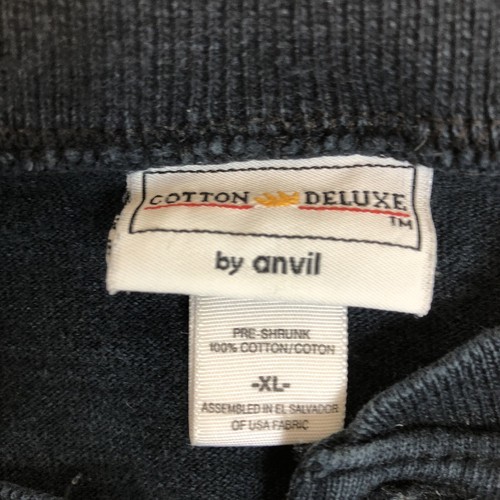 COTTON DELUXE
TM
by anvil
PRE-SHRUNK
100% COTTON/COTON
-XL-
ASSEMBLED IN EL SALVADOR
OF USA FABRIC